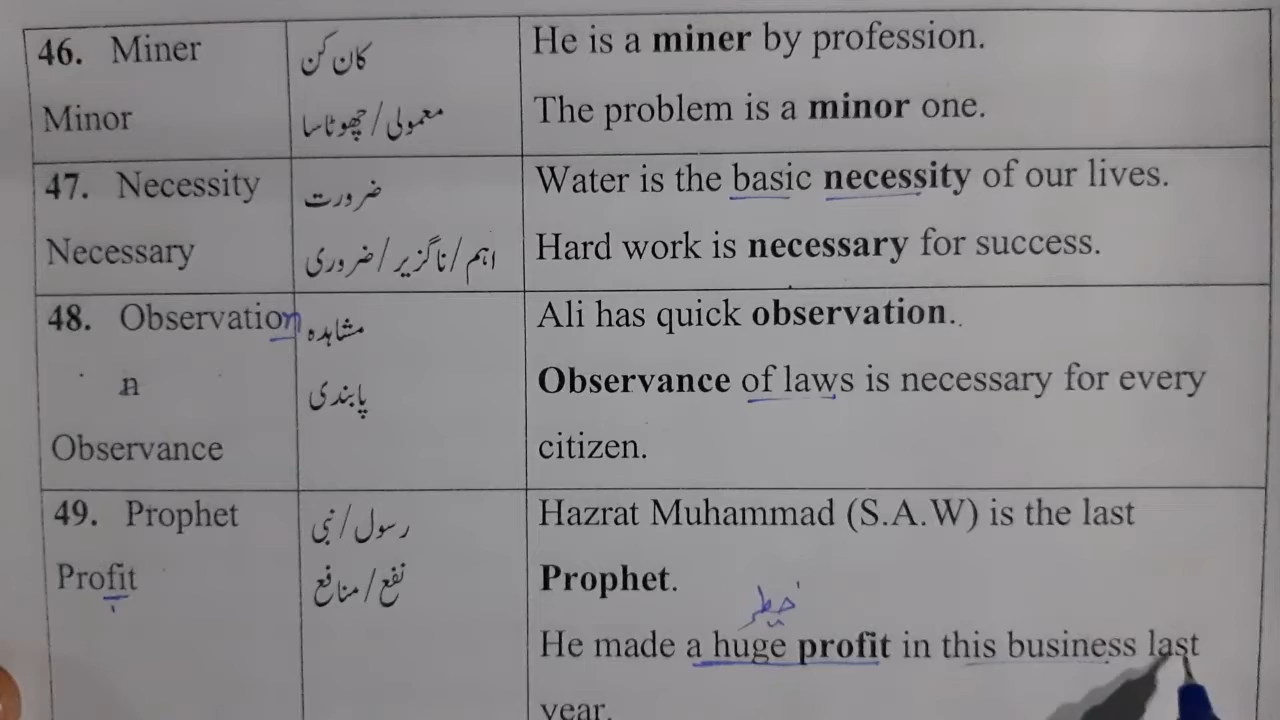 46. Miner کان کن He is a miner by profession.
Minor معمولی/چھوٹا سا The problem is a minor one.
47. Necessity ضرورت Water is the basic necessity of our lives.
Necessary اہم/ناگزیر/ضروری Hard work is necessary for success.
48. Observation مشاہدہ Ali has quick observation.
n پابندی Observance of laws is necessary for every
Observance citizen.
49. Prophet رسول/نبی Hazrat Muhammad (S.A.W) is the last
Profit نفع/منافع Prophet.
He made a huge profit in this business last
year.